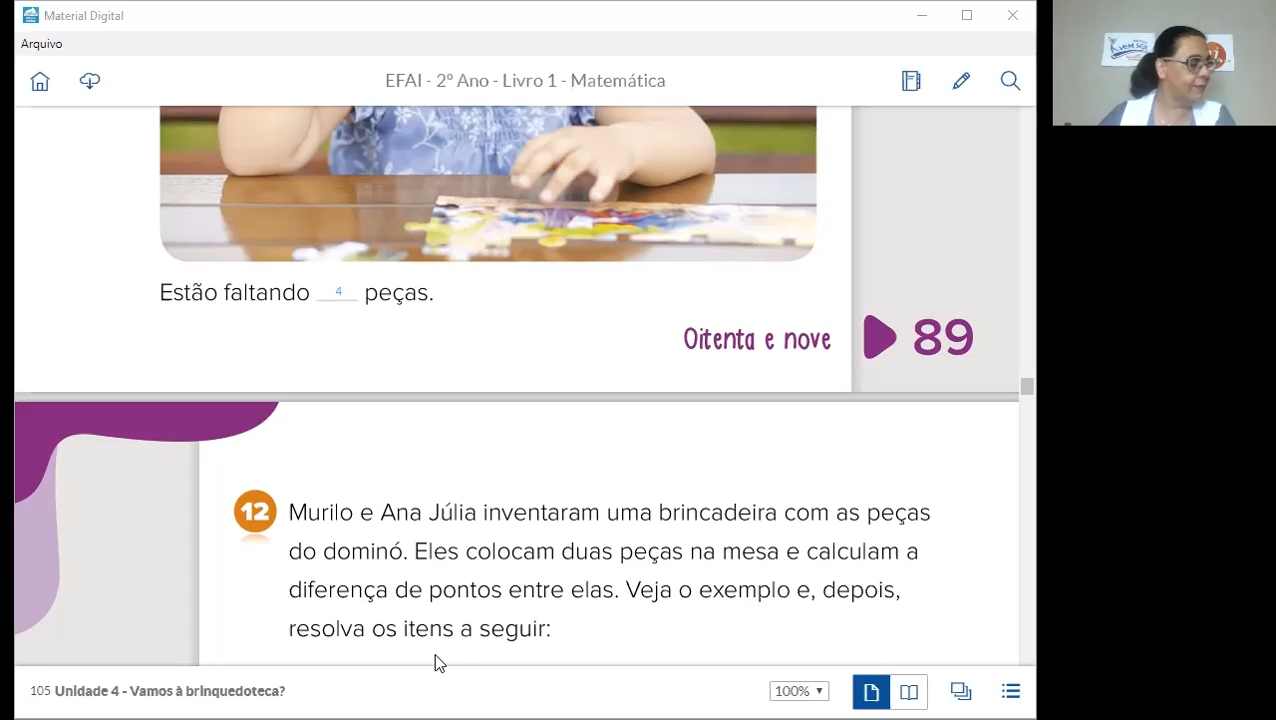 Material Digital
Arquivo
EFAI - 2º Ano - Livro 1 - Matemática
VEM SER
Estão faltando 4 peças.
Oitenta e nove 89
12 Murilo e Ana Júlia inventaram uma brincadeira com as peças
do dominó. Eles colocam duas peças na mesa e calculam a
diferença de pontos entre elas. Veja o exemplo e, depois,
resolva os itens a seguir:
105 Unidade 4 - Vamos à brinquedoteca?
100%